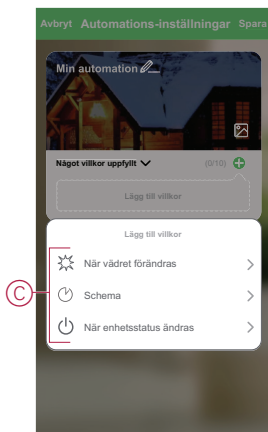 Avbryt Automations-inställningar Spara
Min automation
Något villkor uppfyllt (0/10)
Lägg till villkor
Lägg till villkor
När vädret förändras
C
Schema
När enhetsstatus ändras